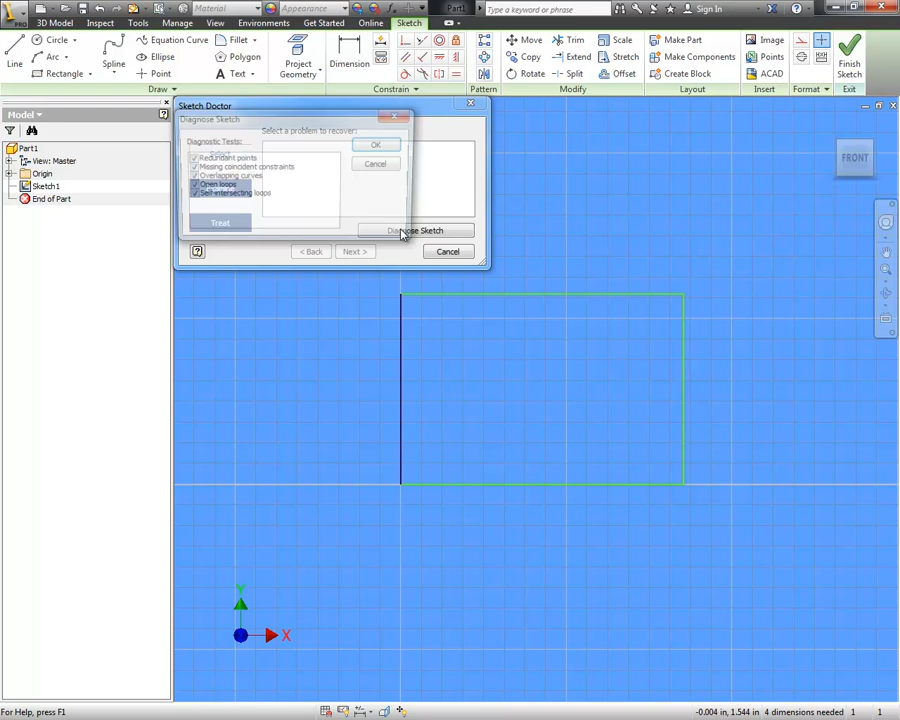 PRO
Material
Appearance
Part1
Type a keyword or phrase
Sign In
3D Model
Inspect
Tools
Manage
View
Environments
Get Started
Online
Sketch
Line
Circle
Arc
Rectangle
Spline
Equation Curve
Ellipse
Point
Fillet
Polygon
Text
Project
Geometry
Dimension
Move
Copy
Rotate
Trim
Extend
Split
Scale
Stretch
Offset
Make Part
Make Components
Create Block
Image
Points
ACAD
Finish
Sketch
Draw
Constrain
Pattern
Modify
Layout
Insert
Format
Exit
Model
Part1
View: Master
Origin
Sketch1
End of Part
Sketch Doctor
Diagnose Sketch
Select a problem to recover:
Diagnostic Tests:
Redundant points
Missing coincident constraints
Overlapping curves
Open loops
Self-intersecting loops
OK
Cancel
Select
Treat
Diagnose Sketch
< Back
Next >
Cancel
FRONT
Y
X
For Help, press F1
-0.004 in, 1.544 in
4 dimensions needed
1
1